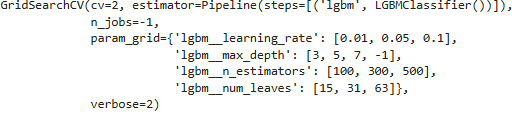 GridSearchCV(cv=2, estimator=Pipeline(steps=[('lgbm', LGBMClassifier())]),
             n_jobs=-1,
             param_grid={'lgbm__learning_rate': [0.01, 0.05, 0.1],
                         'lgbm__max_depth': [3, 5, 7, -1],
                         'lgbm__n_estimators': [100, 300, 500],
                         'lgbm__num_leaves': [15, 31, 63]},
             verbose=2)